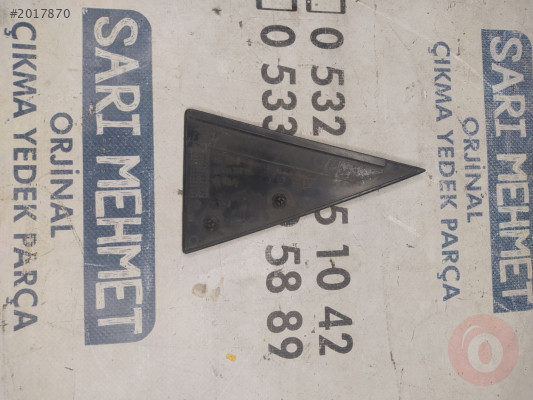 #2017870
SARI MEHMET
ORJİNAL
ÇIKMA YEDEK PARÇA
0 532
5 10 42
0 533
58 89
SARI MEHMET
ORJİNAL
ÇIKMA YEDEK PARÇA